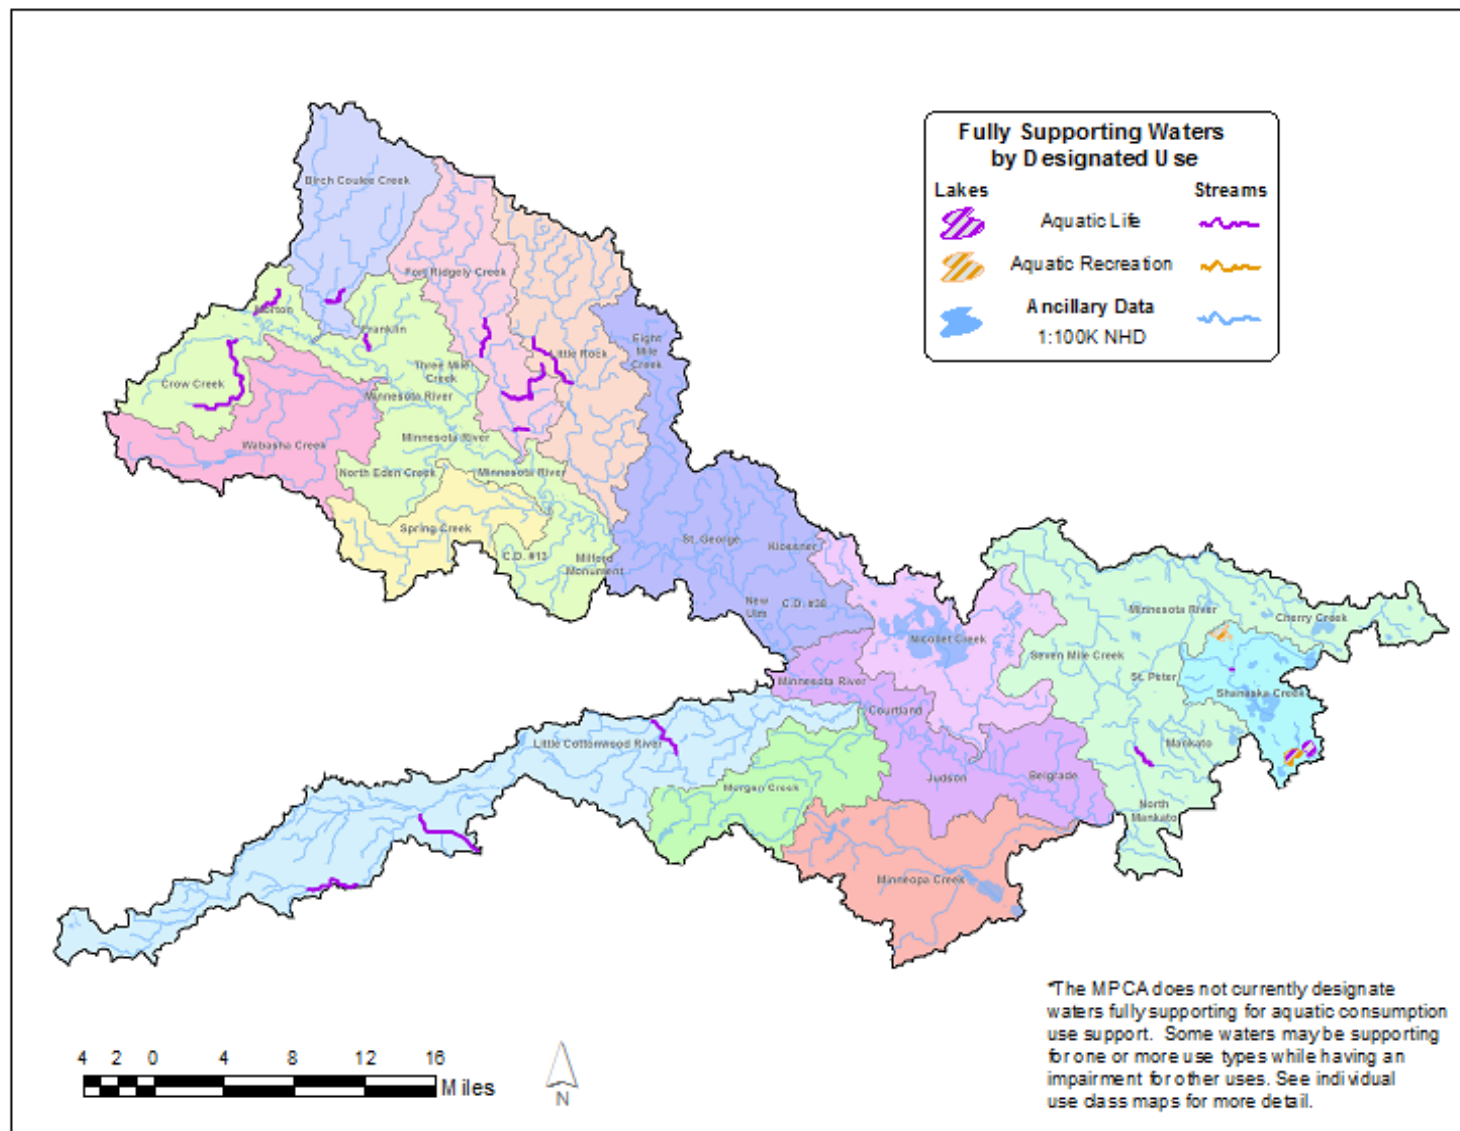 Fully Supporting Waters
by Designated Use
Lakes
Streams
Aquatic Life
Aquatic Recreation
Ancillary Data
1:100K NHD
Birch Coulee Creek
Fort Ridgely Creek
Morton
Franklin
Eight
Mile
Creek
Little Rock
Three Mile
Creek
Crow Creek
Minnesota River
Wabasha Creek
Minnesota River
North Eden Creek
Minnesota River
Spring Creek
C.D. #13
Milford
Monument
St. George
Klossner
New
Ulm
C.D. #38
Nicollet Creek
Minnesota River
Cherry Creek
Seven Mile Creek
St. Peter
Shanaska Creek
Minnesota River
Courtland
Little Cottonwood River
Mankato
Judson
Belgrade
Morgan Creek
North
Mankato
Minneopa Creek
*The MPCA does not currently designate
waters fully supporting for aquatic consumption
use support. Some waters may be supporting
for one or more use types while having an
impairment for other uses. See individual
use class maps for more detail.
4 2 0 4 8 12 16
Miles
N